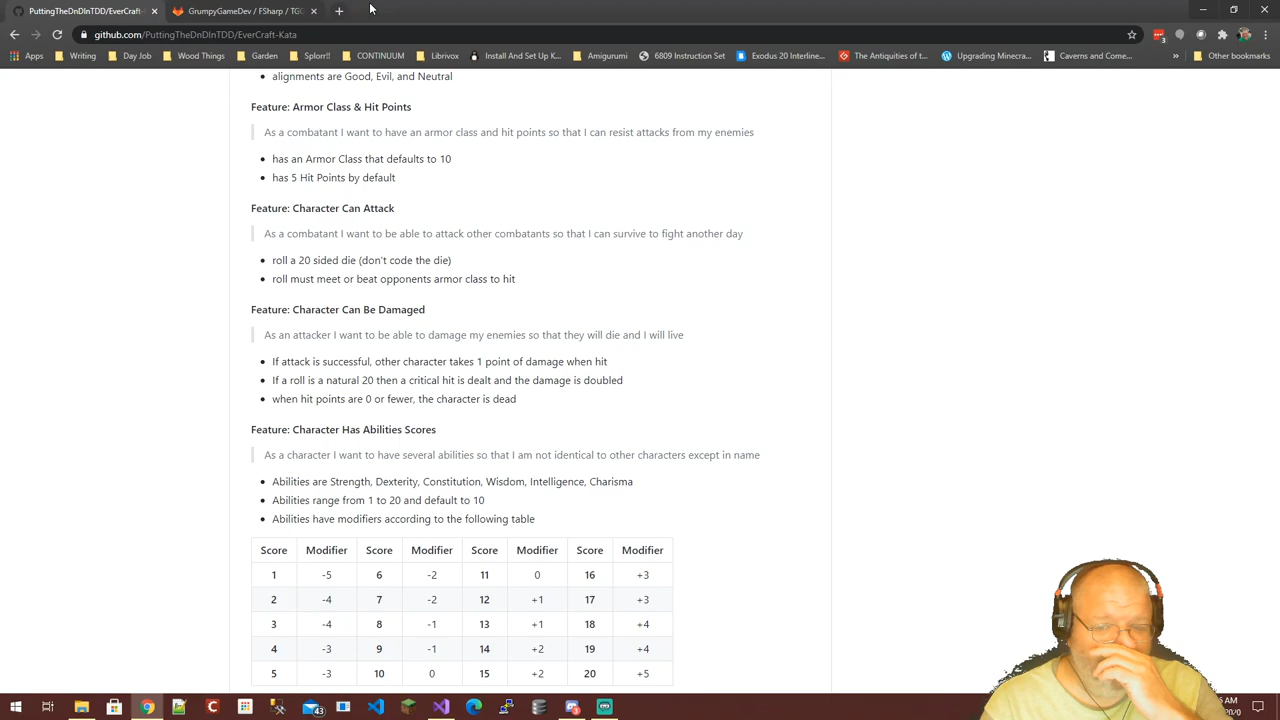 PuttingTheDnDInTDD/EverCraft-
GrumpyGameDev / FSharp / TGG
github.com/PuttingTheDnDInTDD/EverCraft-Kata
Apps Writing Day Job Wood Things Garden Splorr!! CONTINUUM Librivox Install And Set Up K... Amigurumi 6809 Instruction Set Exodus 20 Interline... The Antiquities of t... Upgrading Minecra... Caverns and Come... » Other bookmarks
alignments are Good, Evil, and Neutral
Feature: Armor Class & Hit Points
As a combatant I want to have an armor class and hit points so that I can resist attacks from my enemies
has an Armor Class that defaults to 10
has 5 Hit Points by default
Feature: Character Can Attack
As a combatant I want to be able to attack other combatants so that I can survive to fight another day
roll a 20 sided die (don't code the die)
roll must meet or beat opponents armor class to hit
Feature: Character Can Be Damaged
As an attacker I want to be able to damage my enemies so that they will die and I will live
If attack is successful, other character takes 1 point of damage when hit
If a roll is a natural 20 then a critical hit is dealt and the damage is doubled
when hit points are 0 or fewer, the character is dead
Feature: Character Has Abilities Scores
As a character I want to have several abilities so that I am not identical to other characters except in name
Abilities are Strength, Dexterity, Constitution, Wisdom, Intelligence, Charisma
Abilities range from 1 to 20 and default to 10
Abilities have modifiers according to the following table
Score Modifier Score Modifier Score Modifier Score Modifier
1 -5 6 -2 11 0 16 +3
2 -4 7 -2 12 +1 17 +3
3 -4 8 -1 13 +1 18 +4
4 -3 9 -1 14 +2 19 +4
5 -3 10 0 15 +2 20 +5
43